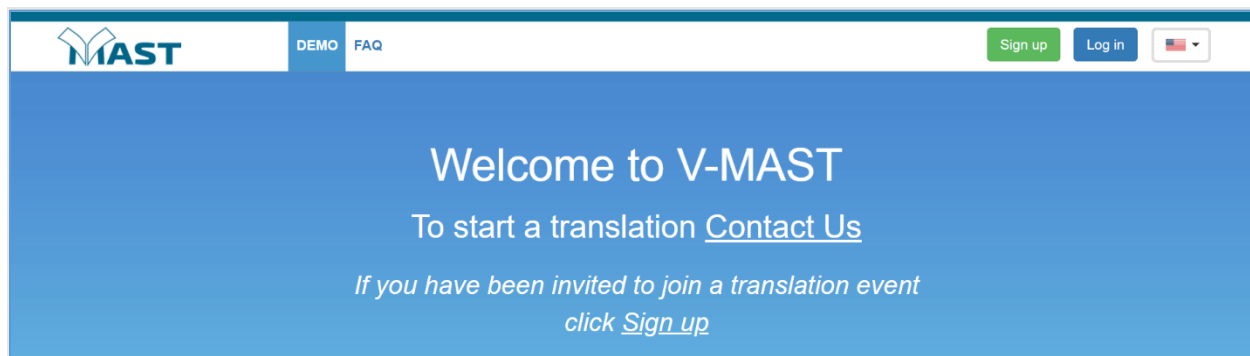 MAST
DEMO FAQ Sign up Log in
Welcome to V-MAST
To start a translation Contact Us
If you have been invited to join a translation event
click Sign up